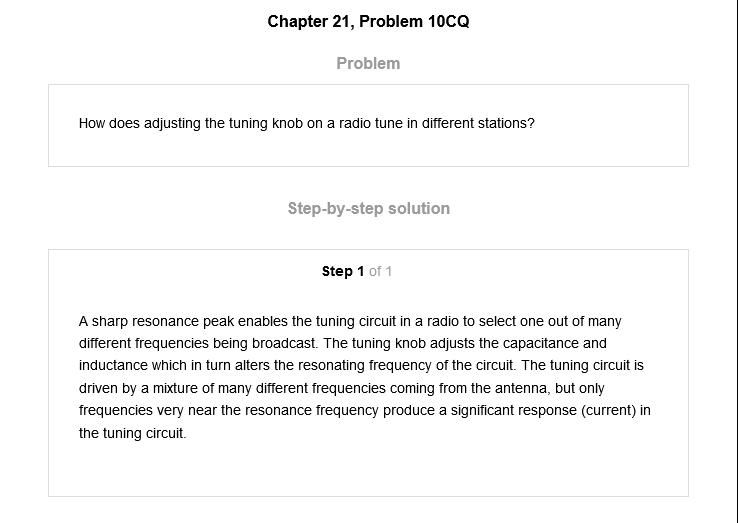 Chapter 21, Problem 10CQ
Problem
How does adjusting the tuning knob on a radio tune in different stations?
Step-by-step solution
Step 1 of 1
A sharp resonance peak enables the tuning circuit in a radio to select one out of many
different frequencies being broadcast. The tuning knob adjusts the capacitance and
inductance which in turn alters the resonating frequency of the circuit. The tuning circuit is
driven by a mixture of many different frequencies coming from the antenna, but only
frequencies very near the resonance frequency produce a significant response (current) in
the tuning circuit.